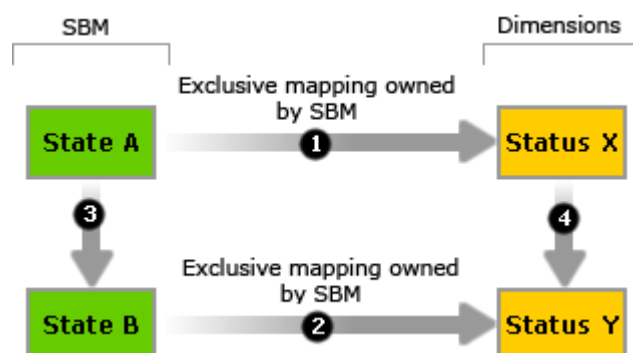 SBM
Dimensions
Exclusive mapping owned
by SBM
State A
1
Status X
3
4
Exclusive mapping owned
by SBM
State B
2
Status Y